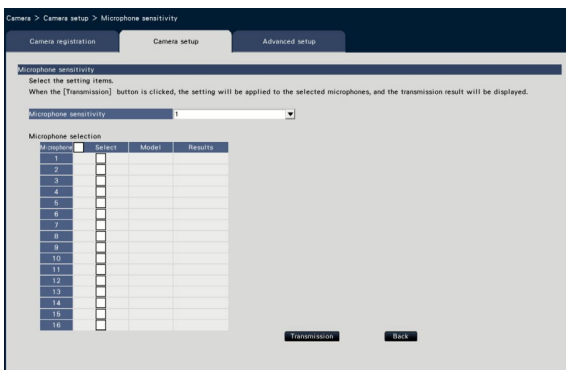 Camera > Camera setup > Microphone sensitivity
Camera registration Camera setup Advanced setup
Microphone sensitivity
Select the setting items.
When the [Transmission] button is clicked, the setting will be applied to the selected microphones, and the transmission result will be displayed.
Microphone sensitivity 1
Microphone selection
Microphone Select Model Results
1
2
3
4
5
6
7
8
9
10
11
12
13
14
15
16
Transmission Back